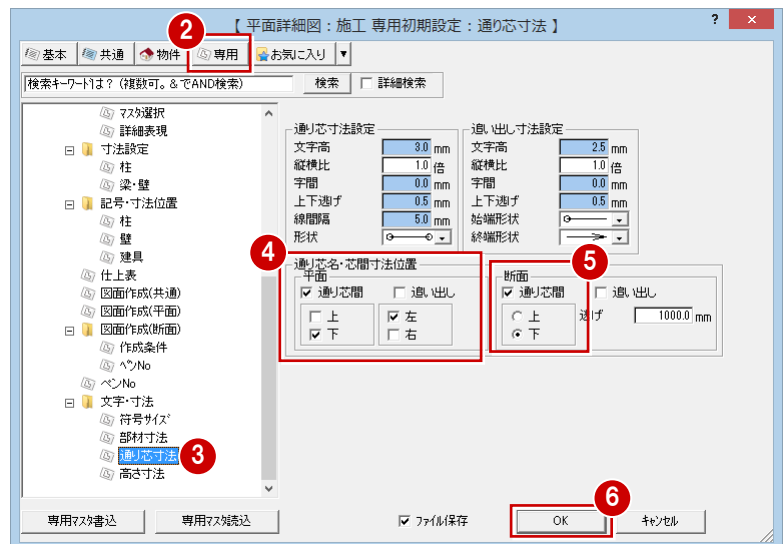 【 平面詳細図：施工 専用初期設定：通り芯寸法 】 ? ×
2
基本 共通 物件 専用 お気に入り ▼
検索キーワードは？（複数可。& でAND検索） 検索 詳細検索
マスタ選択
詳細表現
寸法設定
柱
梁・壁
記号・寸法位置
柱
壁
建具
仕上表
図面作成(共通)
図面作成(平面)
図面作成(断面)
作成条件
ペンNo
ペンNo
文字・寸法
符号サイズ
部材寸法
通り芯寸法 3
高さ寸法
通り芯寸法設定
文字高 3.0 mm
縦横比 1.0 倍
字間 0.0 mm
上下逃げ 0.5 mm
線間隔 5.0 mm
形状
追い出し寸法設定
文字高 2.5 mm
縦横比 1.0 倍
字間 0.0 mm
上下逃げ 0.5 mm
始端形状
終端形状
4
通り芯名・芯間寸法位置
平面
通り芯間 追い出し
上 左
下 右
5
断面
通り芯間 追い出し
上 逃げ 1000.0 mm
下
6
専用マスタ書込 専用マスタ読込 ファイル保存 OK キャンセル